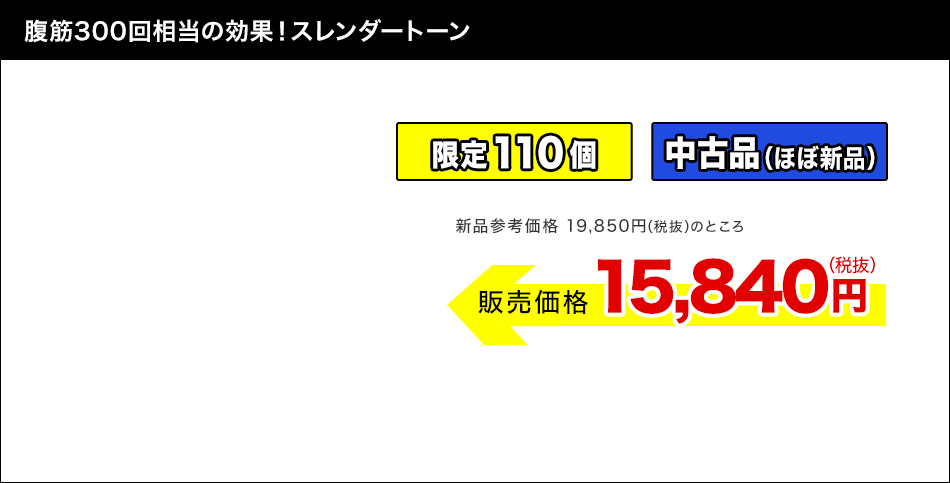 腹筋300回相当の効果！スレンダートーン
限定110個
中古品（ほぼ新品）
新品参考価格 19,850円（税抜）のところ
販売価格 15,840円（税抜）